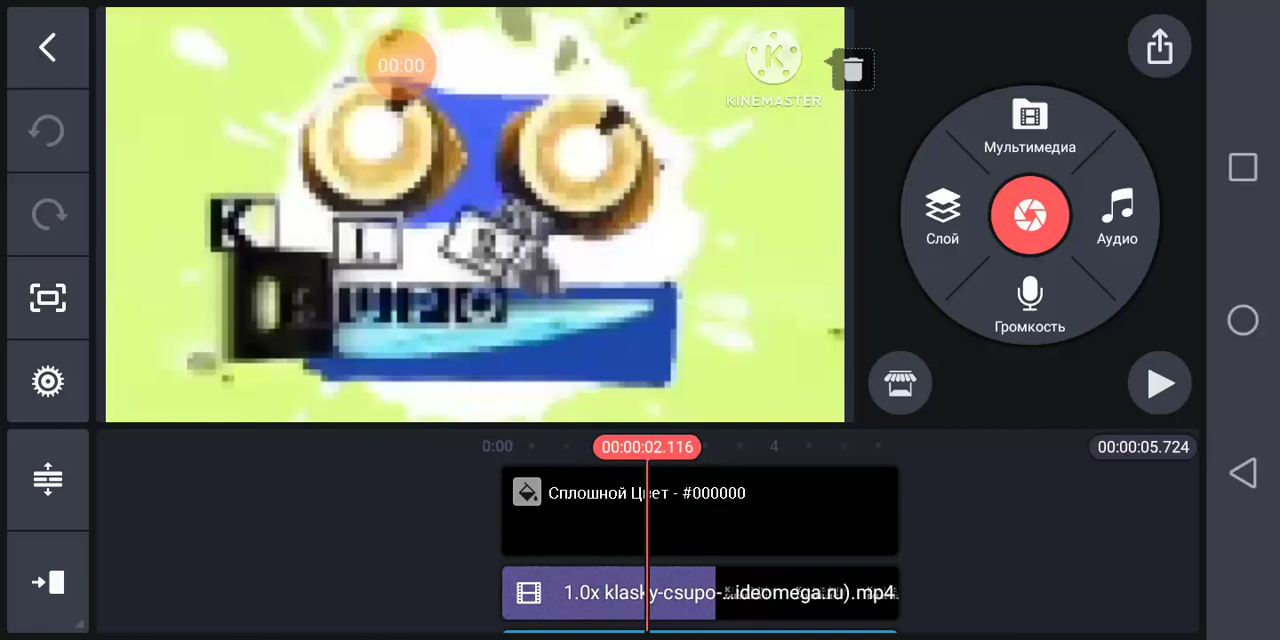 00:00
KINEMASTER
Мультимедиа
Слой
Аудио
Громкость
0:00
00:00:02.116
4
00:00:05.724
Сплошной Цвет - #000000
1.0x klasky-csupo-...ideomega.ru).mp4